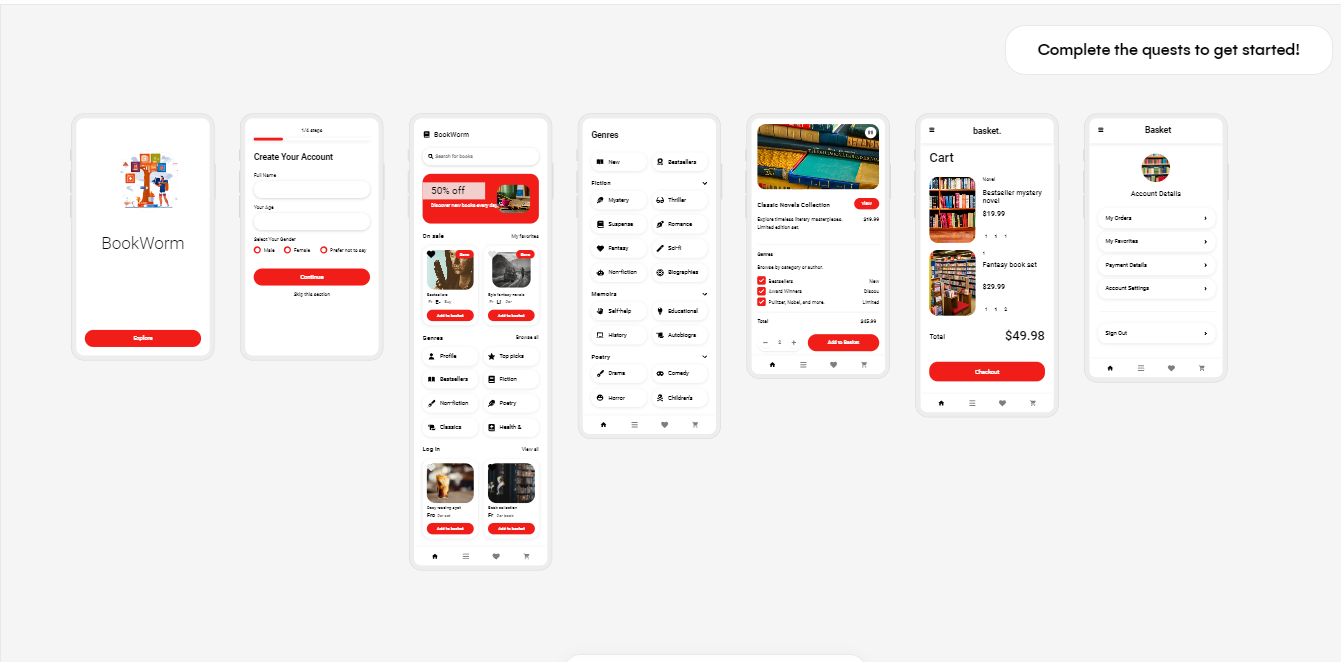 Complete the quests to get started!
BookWorm
Explore
1/4 steps
Create Your Account
Full Name
Your Age
Select Your Gender
Male Female Prefer not to say
Continue
Skip this section
BookWorm
Search for books
50% off
Discover new books every day
On sale My favorites
Bestsellers
Add to basket Add to basket
Genres Browse all
Profile Top picks
Bestsellers Fiction
Non-fiction Poetry
Classics Health &
Log In View all
Cozy reading spot Book collection
Add to basket Add to basket
Genres
New Bestsellers
Fiction
Mystery Thriller
Suspense Romance
Fantasy Sci-fi
Non-fiction Biographies
Memoirs
Self-help Educational
History Autobiogra
Poetry
Drama Comedy
Horror Children's
Classic Novels Collection View
Explore timeless literary masterpieces. $19.99
Limited edition set.
Genres
Browse by category or author.
Bestsellers New
Award Winners Discou
Pulitzer, Nobel, and more. Limited
Total $45.99
− 2 +
Add to Basket
basket.
Cart
Novel
Bestseller mystery
novel
$19.99
Fantasy book set
$29.99
Total $49.98
Checkout
Basket
Account Details
My Orders
My Favorites
Payment Details
Account Settings
Sign Out